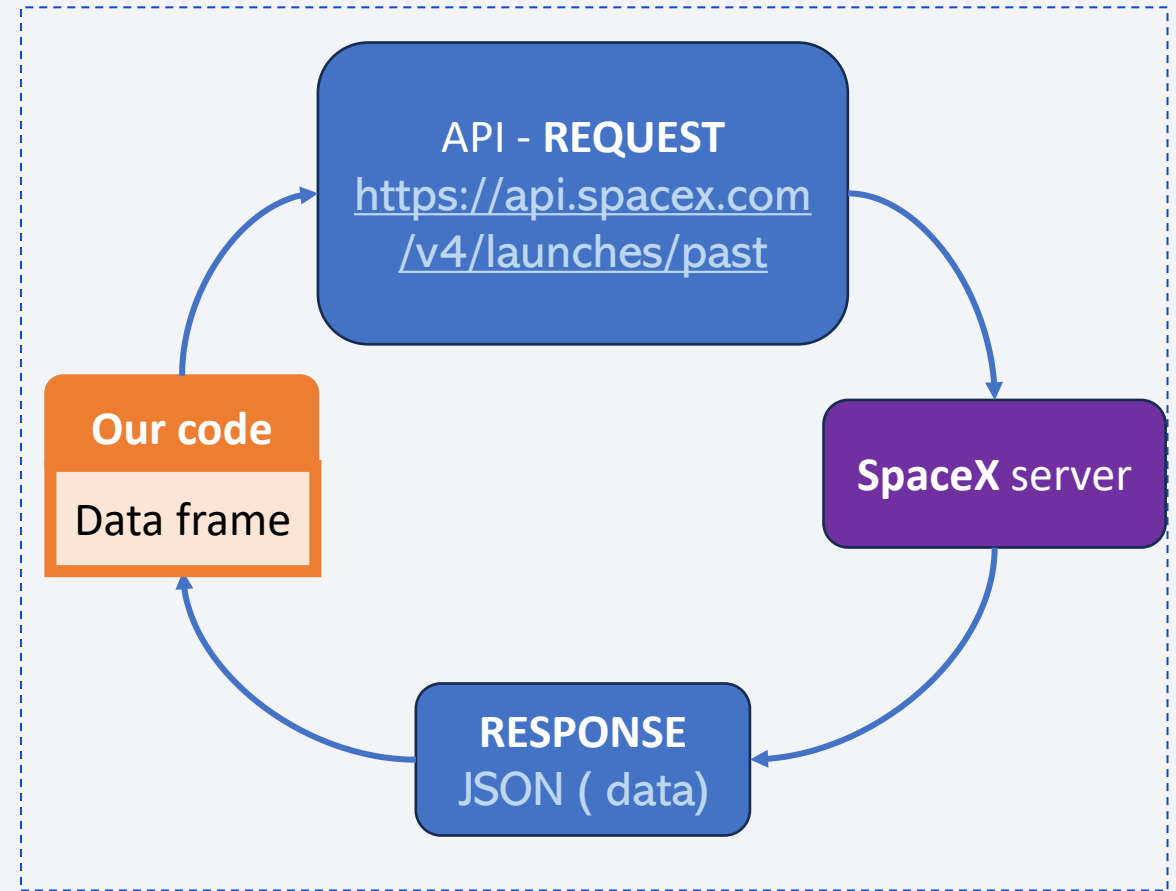 API - REQUEST
https://api.spacex.com
/v4/launches/past
Our code
Data frame
SpaceX server
RESPONSE
JSON ( data)